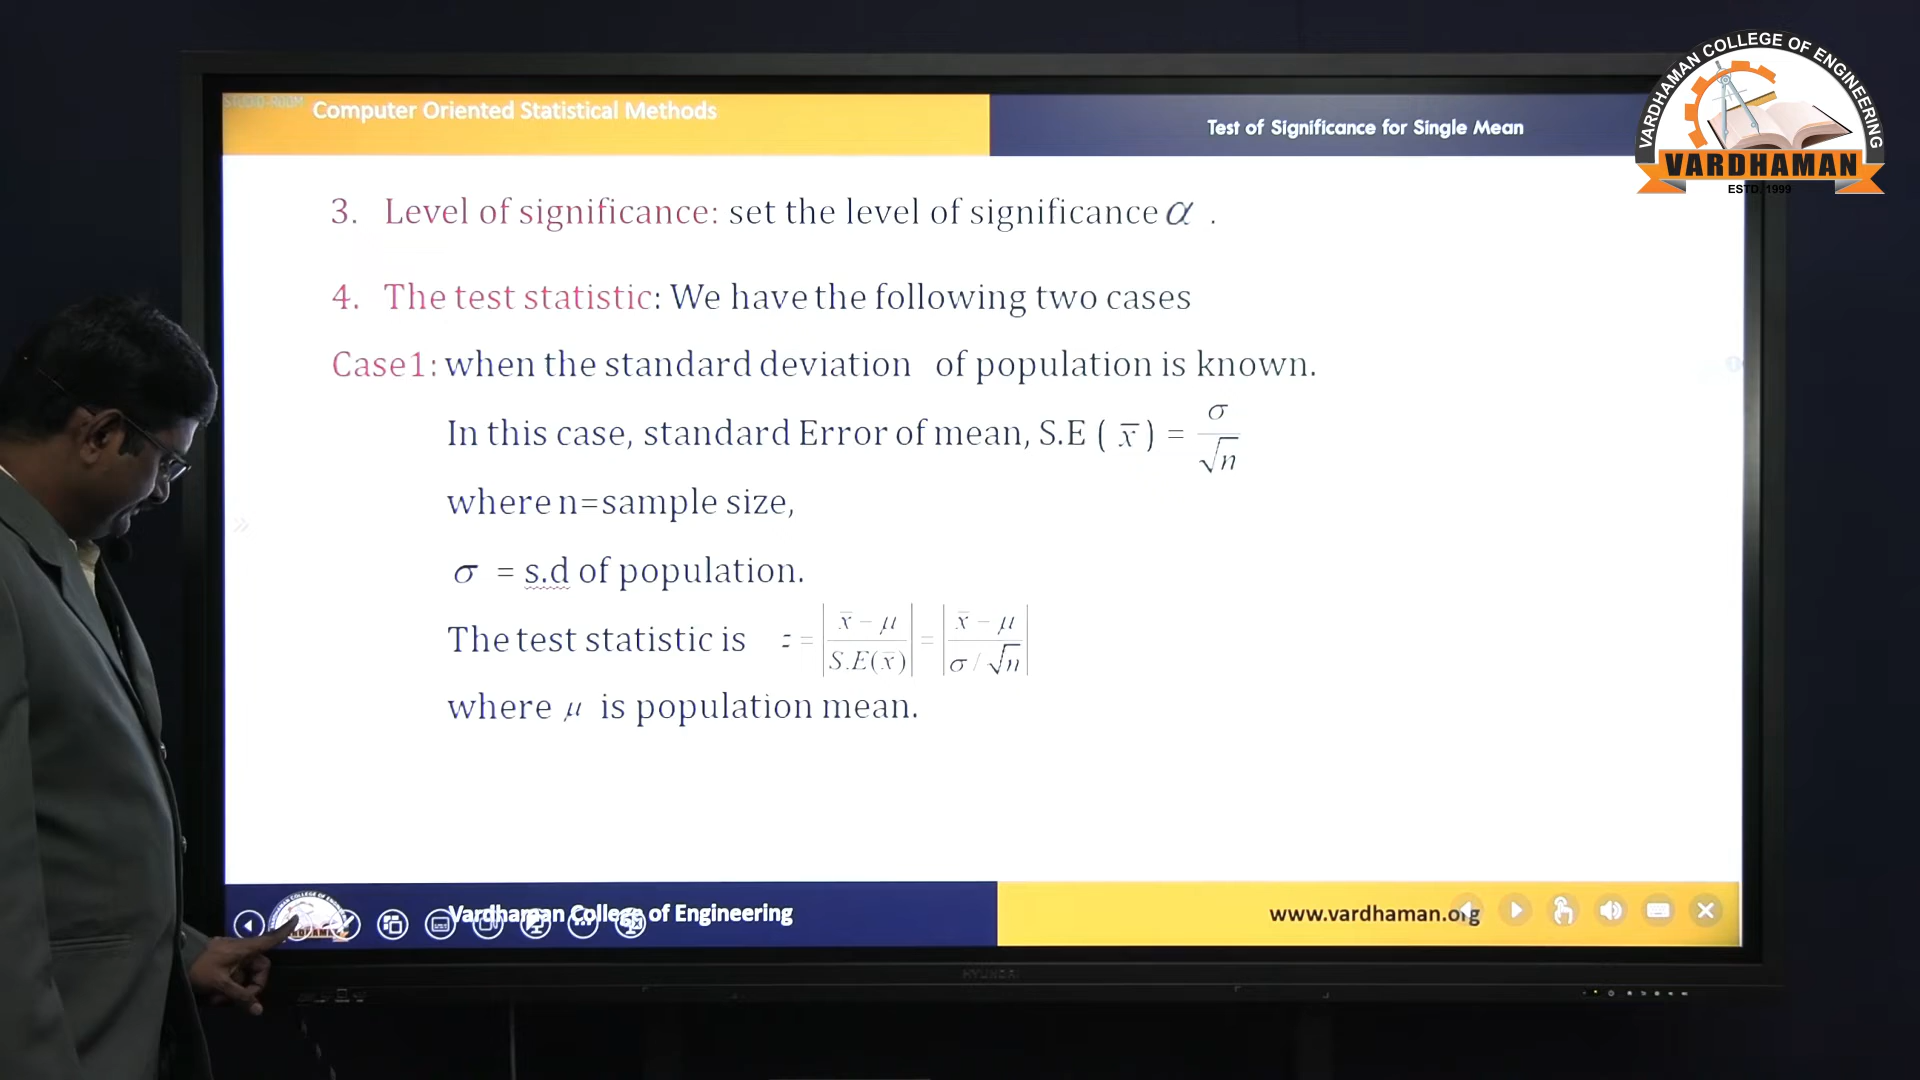 VARDHAMAN COLLEGE OF ENGINEERING
VARDHAMAN
ESTD. 1999
STUDIO-ROOM
Computer Oriented Statistical Methods
Test of Significance for Single Mean
3. Level of significance: set the level of significance α .
4. The test statistic: We have the following two cases
Case1: when the standard deviation of population is known.
In this case, standard Error of mean, S.E ( x̄ ) = σ / √n
where n=sample size,
σ = s.d of population.
The test statistic is z = | (x̄ − μ) / S.E(x̄) | = | (x̄ − μ) / (σ / √n) |
where μ is population mean.
Vardhaman College of Engineering
www.vardhaman.org
HYUNDAI